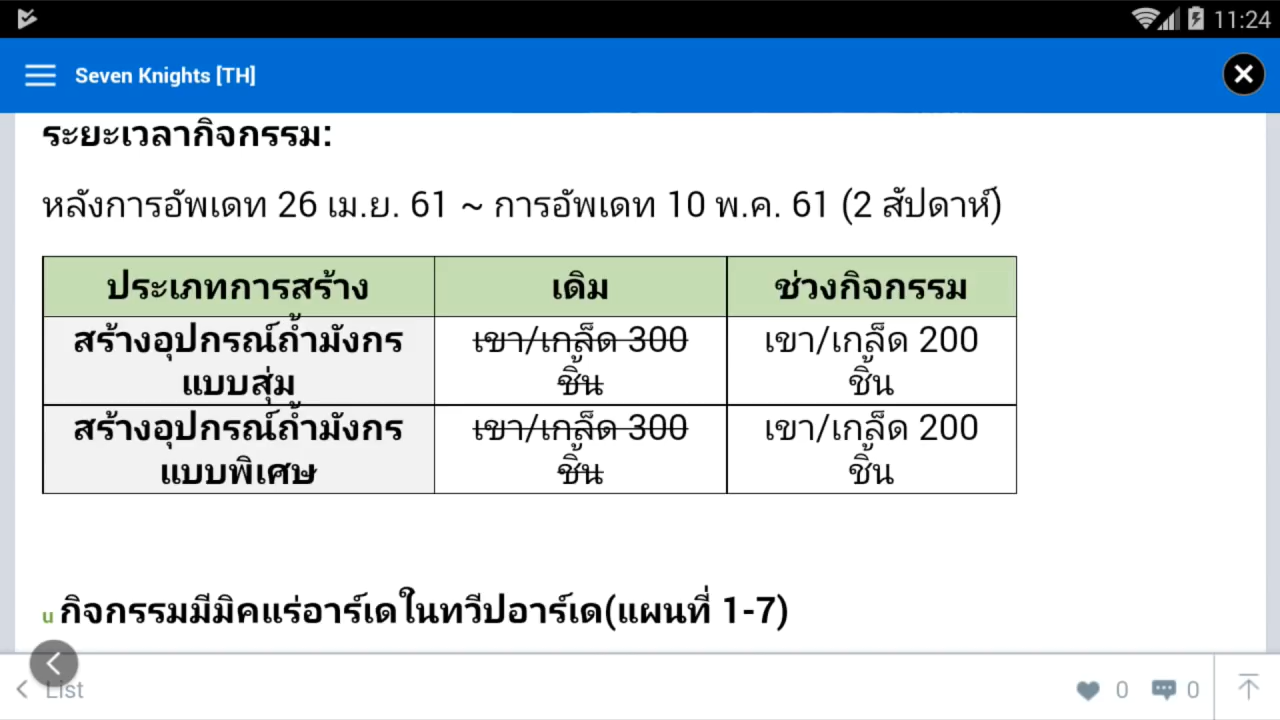 11:24
Seven Knights [TH]
ระยะเวลากิจกรรม:
หลังการอัพเดท 26 เม.ย. 61 ~ การอัพเดท 10 พ.ค. 61 (2 สัปดาห์)
ประเภทการสร้าง เดิม ช่วงกิจกรรม
สร้างอุปกรณ์ถ้ำมังกร เขา/เกล็ด 300 เขา/เกล็ด 200
แบบสุ่ม ชิ้น ชิ้น
สร้างอุปกรณ์ถ้ำมังกร เขา/เกล็ด 300 เขา/เกล็ด 200
แบบพิเศษ ชิ้น ชิ้น
u กิจกรรมมีมิคแร่อาร์เดในทวีปอาร์เด(แผนที่ 1-7)
List 0 0